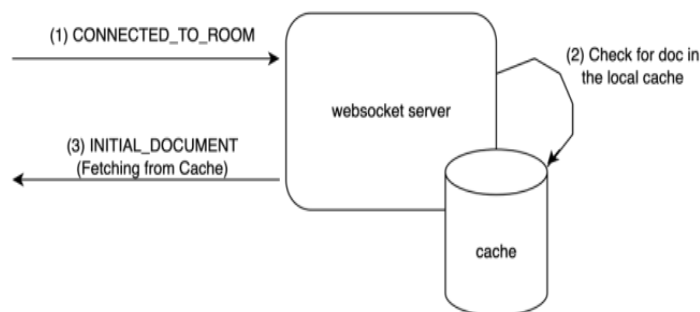 (1) CONNECTED_TO_ROOM
(2) Check for doc in
the local cache
websocket server
(3) INITIAL_DOCUMENT
(Fetching from Cache)
cache